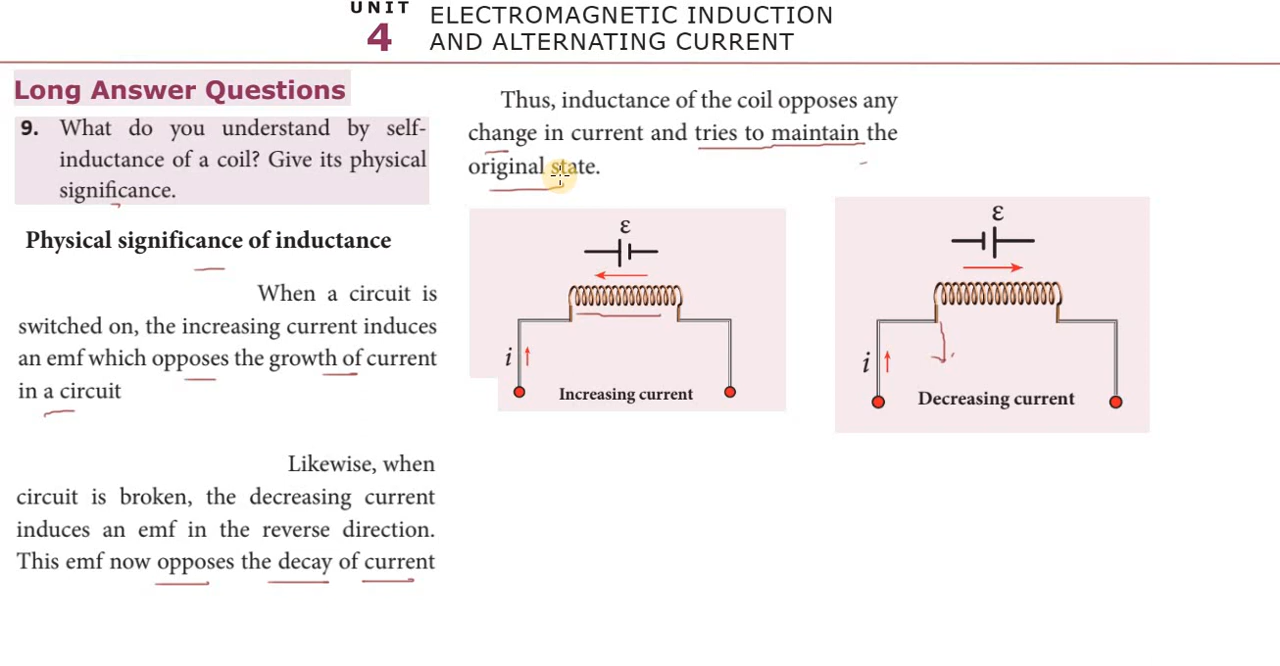 UNIT
4
ELECTROMAGNETIC INDUCTION
AND ALTERNATING CURRENT
Long Answer Questions
9. What do you understand by self-
inductance of a coil? Give its physical
significance.
Physical significance of inductance
When a circuit is
switched on, the increasing current induces
an emf which opposes the growth of current
in a circuit
Likewise, when
circuit is broken, the decreasing current
induces an emf in the reverse direction.
This emf now opposes the decay of current
Thus, inductance of the coil opposes any
change in current and tries to maintain the
original state.
ε
i
Increasing current
ε
i
Decreasing current